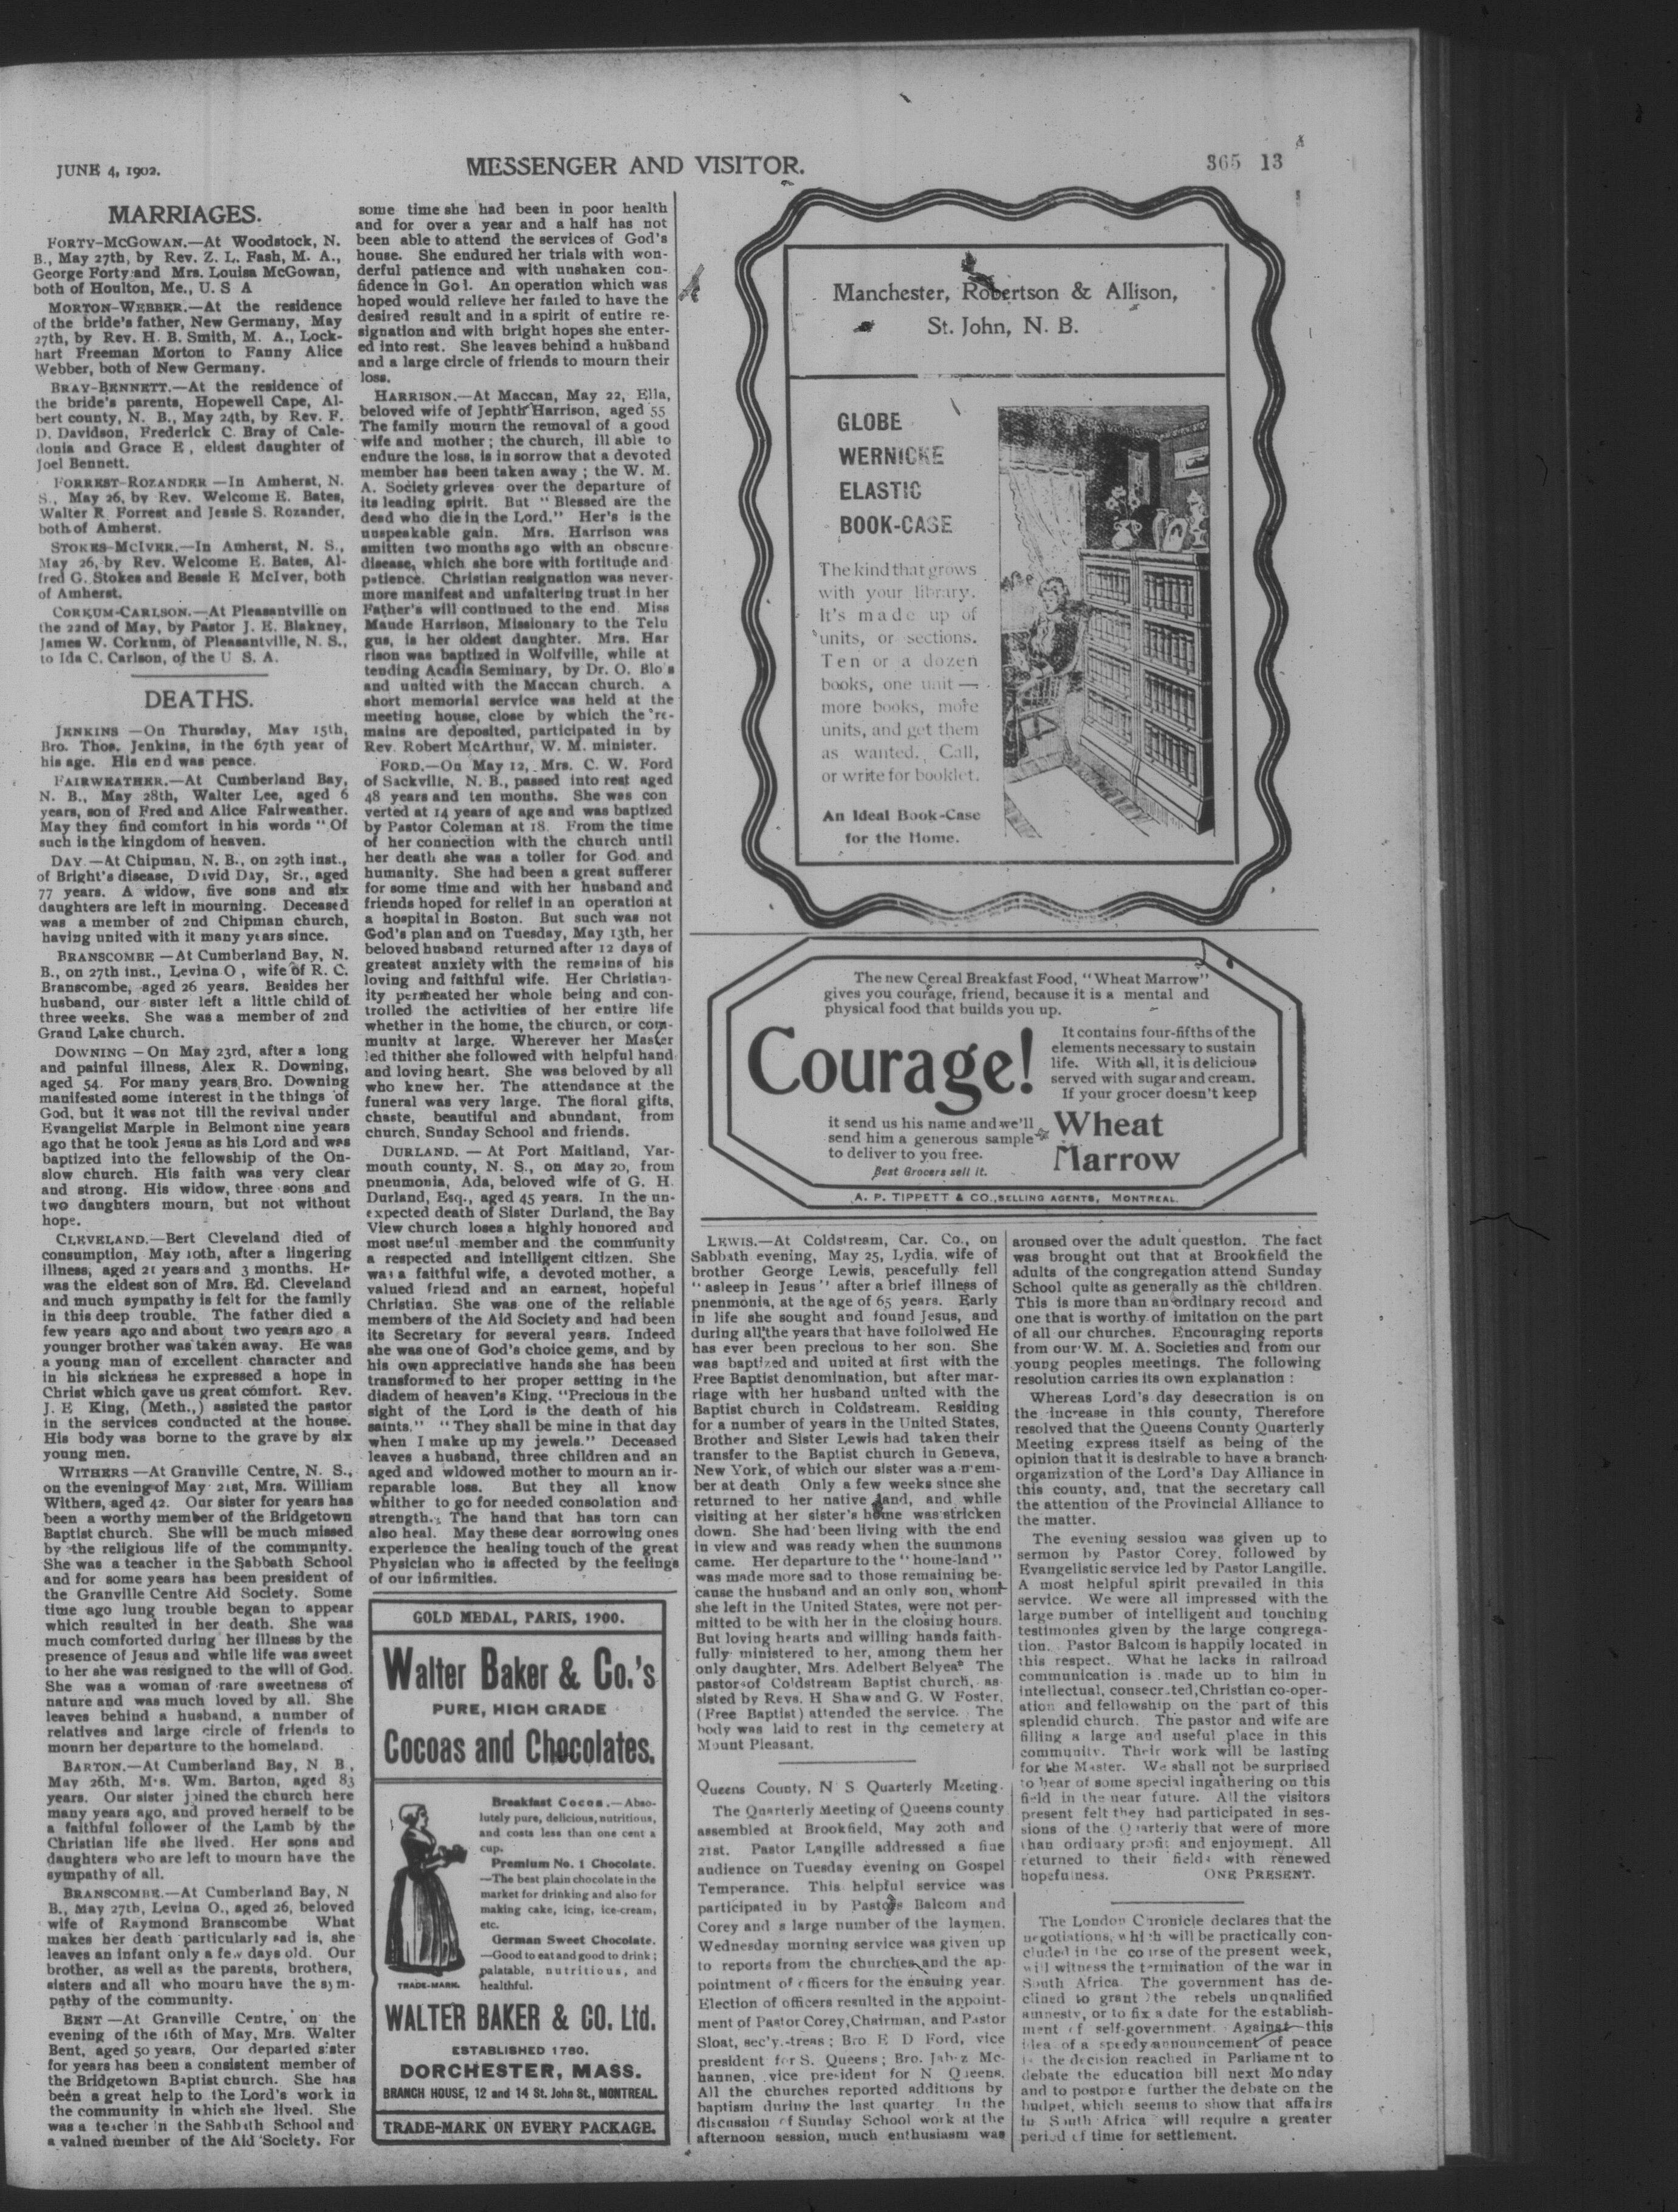 JUNE 4, 1902.
MESSENGER AND VISITOR.
365 13
MARRIAGES.
FORTY-MCGOWAN.—At Woodstock, N.
B., May 27th, by Rev. Z. L. Fash, M. A.,
George Forty and Mrs. Louisa McGowan,
both of Houlton, Me., U. S A
MORTON-WEBBER.—At the residence
of the bride's father, New Germany, May
27th, by Rev. H. B. Smith, M. A., Lock-
hart Freeman Morton to Fanny Alice
Webber, both of New Germany.
BRAY-BENNETT.—At the residence of
the bride's parents, Hopewell Cape, Al-
bert county, N. B., May 24th, by Rev. F.
D. Davidson, Frederick C. Bray of Cale-
donia and Grace E, eldest daughter of
Joel Bennett.
FORREST-ROZANDER —In Amherst, N.
S., May 26, by Rev. Welcome E. Bates,
Walter R Forrest and Jessie S. Rozander,
both of Amherst.
STOKES-MCIVER.—In Amherst, N. S.,
May 26, by Rev. Welcome E. Bates, Al-
fred G. Stokes and Bessie E McIver, both
of Amherst.
CORKUM-CARLSON.—At Pleasantville on
the 22nd of May, by Pastor J. E. Blakney,
James W. Corkum, of Pleasantville, N. S.,
to Ida C. Carlson, of the U S. A.
DEATHS.
JENKINS —On Thursday, May 15th,
Bro. Thos. Jenkins, in the 67th year of
his age. His end was peace.
FAIRWEATHER.—At Cumberland Bay,
N. B., May 28th, Walter Lee, aged 6
years, son of Fred and Alice Fairweather.
May they find comfort in his words "Of
such is the kingdom of heaven.
DAY —At Chipman, N. B., on 29th inst.,
of Bright's disease, David Day, Sr., aged
77 years. A widow, five sons and six
daughters are left in mourning. Deceased
was a member of 2nd Chipman church,
having united with it many years since.
BRANSCOMBE —At Cumberland Bay, N.
B., on 27th inst., Levina O, wife of R. C.
Branscombe, aged 26 years. Besides her
husband, our sister left a little child of
three weeks. She was a member of 2nd
Grand Lake church.
DOWNING —On May 23rd, after a long
and painful illness, Alex R. Downing,
aged 54. For many years Bro. Downing
manifested some interest in the things of
God, but it was not till the revival under
Evangelist Marple in Belmont nine years
ago that he took Jesus as his Lord and was
baptized into the fellowship of the On-
slow church. His faith was very clear
and strong. His widow, three sons and
two daughters mourn, but not without
hope.
CLEVELAND.—Bert Cleveland died of
consumption, May 10th, after a lingering
illness, aged 21 years and 3 months. He
was the eldest son of Mrs. Ed. Cleveland
and much sympathy is felt for the family
in this deep trouble. The father died a
few years ago and about two years ago a
younger brother was taken away. He was
a young man of excellent character and
in his sickness he expressed a hope in
Christ which gave us great comfort. Rev.
J. E King, (Meth.,) assisted the pastor
in the services conducted at the house.
His body was borne to the grave by six
young men.
WITHERS —At Granville Centre, N. S.,
on the evening of May 21st, Mrs. William
Withers, aged 42. Our sister for years has
been a worthy member of the Bridgetown
Baptist church. She will be much missed
by the religious life of the community.
She was a teacher in the Sabbath School
and for some years has been president of
the Granville Centre Aid Society. Some
time ago lung trouble began to appear
which resulted in her death. She was
much comforted during her illness by the
presence of Jesus and while life was sweet
to her she was resigned to the will of God.
She was a woman of rare sweetness of
nature and was much loved by all. She
leaves behind a husband, a number of
relatives and large circle of friends to
mourn her departure to the homeland.
BARTON.—At Cumberland Bay, N B,
May 26th, Mrs. Wm. Barton, aged 83
years. Our sister joined the church here
many years ago, and proved herself to be
a faithful follower of the Lamb by the
Christian life she lived. Her sons and
daughters who are left to mourn have the
sympathy of all.
BRANSCOMBE.—At Cumberland Bay, N
B., May 27th, Levina O., aged 26, beloved
wife of Raymond Branscombe What
makes her death particularly sad is, she
leaves an infant only a few days old. Our
brother, as well as the parents, brothers,
sisters and all who mourn have the sym-
pathy of the community.
BENT —At Granville Centre, on the
evening of the 16th of May, Mrs. Walter
Bent, aged 50 years. Our departed sister
for years has been a consistent member of
the Bridgetown Baptist church. She has
been a great help to the Lord's work in
the community in which she lived. She
was a teacher in the Sabbath School and
a valued member of the Aid Society. For
some time she had been in poor health
and for over a year and a half has not
been able to attend the services of God's
house. She endured her trials with won-
derful patience and with unshaken con-
fidence in God. An operation which was
hoped would relieve her failed to have the
desired result and in a spirit of entire re-
signation and with bright hopes she enter-
ed into rest. She leaves behind a husband
and a large circle of friends to mourn their
loss.
HARRISON.—At Maccan, May 22, Ella,
beloved wife of Jephth Harrison, aged 55
The family mourn the removal of a good
wife and mother; the church, ill able to
endure the loss, is in sorrow that a devoted
member has been taken away; the W. M.
A. Society grieves over the departure of
its leading spirit. But "Blessed are the
dead who die in the Lord." Her's is the
unspeakable gain. Mrs. Harrison was
smitten two months ago with an obscure
disease, which she bore with fortitude and
patience. Christian resignation was never
more manifest and unfaltering trust in her
Father's will continued to the end. Miss
Maude Harrison, Missionary to the Telu
gus, is her oldest daughter. Mrs. Har
rison was baptized in Wolfville, while at
tending Acadia Seminary, by Dr. O. Blo's
and united with the Maccan church. A
short memorial service was held at the
meeting house, close by which the re-
mains are deposited, participated in by
Rev. Robert McArthur, W. M. minister.
FORD.—On May 12, Mrs. C. W. Ford
of Sackville, N. B., passed into rest aged
48 years and ten months. She was con
verted at 14 years of age and was baptized
by Pastor Coleman at 18. From the time
of her connection with the church until
her death she was a toiler for God and
humanity. She had been a great sufferer
for some time and with her husband and
friends hoped for relief in an operation at
a hospital in Boston. But such was not
God's plan and on Tuesday, May 13th, her
beloved husband returned after 12 days of
greatest anxiety with the remains of his
loving and faithful wife. Her Christian-
ity permeated her whole being and con-
trolled the activities of her entire life
whether in the home, the church, or com-
munity at large. Wherever her Master
led thither she followed with helpful hand
and loving heart. She was beloved by all
who knew her. The attendance at the
funeral was very large. The floral gifts,
chaste, beautiful and abundant, from
church, Sunday School and friends.
DURLAND. — At Port Maitland, Yar-
mouth county, N. S., on May 20, from
pneumonia, Ada, beloved wife of G. H.
Durland, Esq., aged 45 years. In the un-
expected death of Sister Durland, the Bay
View church loses a highly honored and
most useful member and the community
a respected and intelligent citizen. She
was a faithful wife, a devoted mother, a
valued friend and an earnest, hopeful
Christian. She was one of the reliable
members of the Aid Society and had been
its Secretary for several years. Indeed
she was one of God's choice gems, and by
his own appreciative hands she has been
transformed to her proper setting in the
diadem of heaven's King. "Precious in the
sight of the Lord is the death of his
saints." "They shall be mine in that day
when I make up my jewels." Deceased
leaves a husband, three children and an
aged and widowed mother to mourn an ir-
reparable loss. But they all know
whither to go for needed consolation and
strength. The hand that has torn can
also heal. May these dear sorrowing ones
experience the healing touch of the great
Physician who is affected by the feelings
of our infirmities.
GOLD MEDAL, PARIS, 1900.
Walter Baker & Co.'s
PURE, HIGH GRADE
Cocoas and Chocolates.
Breakfast Cocoa.—Abso-
lutely pure, delicious, nutritious,
and costs less than one cent a
cup.
Premium No. 1 Chocolate.
—The best plain chocolate in the
market for drinking and also for
making cake, icing, ice-cream,
etc.
German Sweet Chocolate.
—Good to eat and good to drink;
palatable, nutritious, and
healthful.
TRADE-MARK.
WALTER BAKER & CO. Ltd.
ESTABLISHED 1780.
DORCHESTER, MASS.
BRANCH HOUSE, 12 and 14 St. John St., MONTREAL.
TRADE-MARK ON EVERY PACKAGE.
Manchester, Robertson & Allison,
St. John, N. B.
GLOBE
WERNICKE
ELASTIC
BOOK-CASE
The kind that grows
with your library.
It's made up of
units, or sections.
Ten or a dozen
books, one unit —
more books, more
units, and get them
as wanted. Call,
or write for booklet.
An Ideal Book-Case
for the Home.
The new Cereal Breakfast Food, "Wheat Marrow"
gives you courage, friend, because it is a mental and
physical food that builds you up.
Courage!
It contains four-fifths of the
elements necessary to sustain
life. With all, it is delicious
served with sugar and cream.
If your grocer doesn't keep
it send us his name and we'll
send him a generous sample
to deliver to you free.
Best Grocers sell it.
Wheat
Marrow
A. P. TIPPETT & CO., SELLING AGENTS, MONTREAL.
LEWIS.—At Coldstream, Car. Co., on
Sabbath evening, May 25, Lydia, wife of
brother George Lewis, peacefully fell
"asleep in Jesus" after a brief illness of
pnenmonia, at the age of 65 years. Early
in life she sought and found Jesus, and
during all the years that have follolwed He
has ever been precious to her son. She
was baptized and united at first with the
Free Baptist denomination, but after mar-
riage with her husband united with the
Baptist church in Coldstream. Residing
for a number of years in the United States,
Brother and Sister Lewis had taken their
transfer to the Baptist church in Geneva,
New York, of which our sister was a mem-
ber at death Only a few weeks since she
returned to her native land, and while
visiting at her sister's home was stricken
down. She had been living with the end
in view and was ready when the summons
came. Her departure to the "home-land"
was made more sad to those remaining be-
cause the husband and an only son, whom
she left in the United States, were not per-
mitted to be with her in the closing hours.
But loving hearts and willing hands faith-
fully ministered to her, among them her
only daughter, Mrs. Adelbert Belyea. The
pastor of Coldstream Baptist church, as-
sisted by Revs. H Shaw and G. W Foster,
(Free Baptist) attended the service. The
body was laid to rest in the cemetery at
Mount Pleasant.
Queens County, N S Quarterly Meeting.
The Quarterly Meeting of Queens county
assembled at Brookfield, May 20th and
21st. Pastor Langille addressed a fine
audience on Tuesday evening on Gospel
Temperance. This helpful service was
participated in by Pastors Balcom and
Corey and a large number of the laymen.
Wednesday morning service was given up
to reports from the churches and the ap-
pointment of officers for the ensuing year.
Election of officers resulted in the appoint-
ment of Pastor Corey, Chairman, and Pastor
Sloat, sec'y.-treas; Bro E D Ford, vice
president for S. Queens; Bro. Jabez Mc-
hannen, vice president for N Queens.
All the churches reported additions by
baptism during the last quarter In the
discussion of Sunday School work at the
afternoon session, much enthusiasm was
aroused over the adult question. The fact
was brought out that at Brookfield the
adults of the congregation attend Sunday
School quite as generally as the children.
This is more than an ordinary record and
one that is worthy of imitation on the part
of all our churches. Encouraging reports
from our W. M. A. Societies and from our
young peoples meetings. The following
resolution carries its own explanation:
Whereas Lord's day desecration is on
the increase in this county, Therefore
resolved that the Queens County Quarterly
Meeting express itself as being of the
opinion that it is desirable to have a branch
organization of the Lord's Day Alliance in
this county, and, that the secretary call
the attention of the Provincial Alliance to
the matter.
The evening session was given up to
sermon by Pastor Corey, followed by
Evangelistic service led by Pastor Langille.
A most helpful spirit prevailed in this
service. We were all impressed with the
large number of intelligent and touching
testimonies given by the large congrega-
tion. Pastor Balcom is happily located in
this respect. What he lacks in railroad
communication is made up to him in
intellectual, consecrated, Christian co-oper-
ation and fellowship on the part of this
splendid church. The pastor and wife are
filling a large and useful place in this
community. Their work will be lasting
for the Master. We shall not be surprised
to hear of some special ingathering on this
field in the near future. All the visitors
present felt they had participated in ses-
sions of the Quarterly that were of more
than ordinary profit and enjoyment. All
returned to their fields with renewed
hopefulness. ONE PRESENT.
The London Chronicle declares that the
negotiations, which will be practically con-
cluded in the course of the present week,
will witness the termination of the war in
South Africa. The government has de-
clined to grant the rebels unqualified
amnesty, or to fix a date for the establish-
ment of self-government. Against this
idea of a speedy announcement of peace
is the decision reached in Parliament to
debate the education bill next Monday
and to postpone further the debate on the
budget, which seems to show that affairs
in South Africa will require a greater
period of time for settlement.